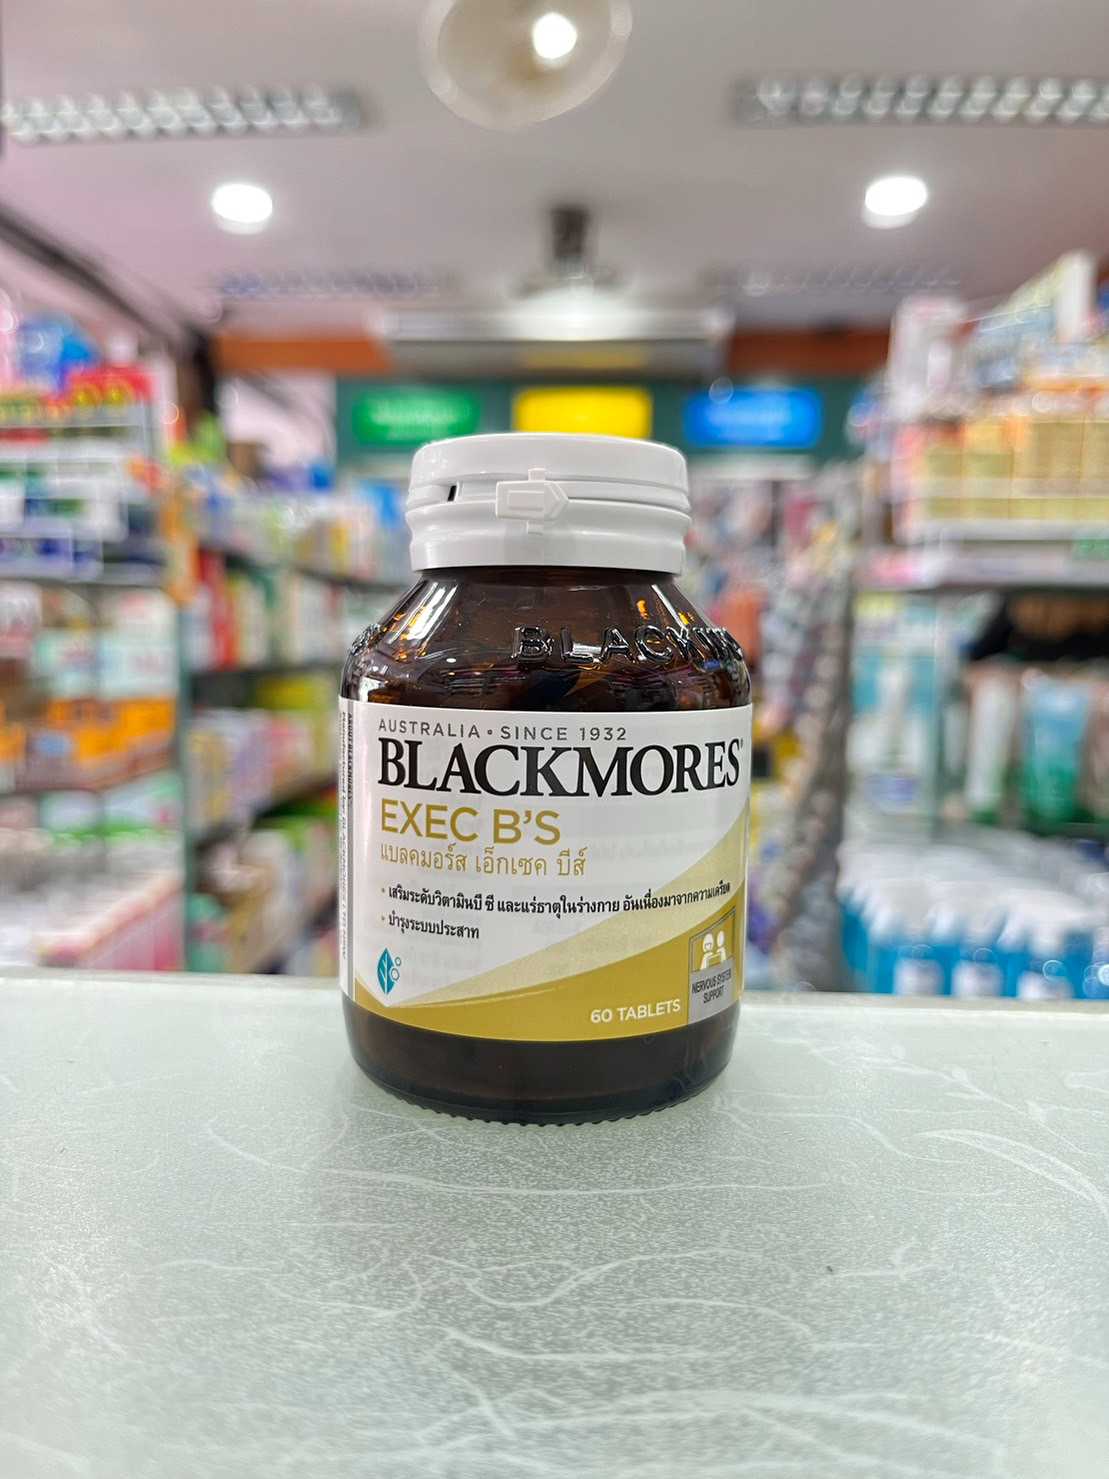 BLACKMO
AUSTRALIA • SINCE 1932
BLACKMORES®
EXEC B'S
แบลคมอร์ส เอ็กเซค บีส์
• เสริมระดับวิตามินบี ซี และแร่ธาตุในร่างกาย อันเนื่องมาจากความเครียด
• บำรุงระบบประสาท
NERVOUS SYSTEM
SUPPORT
60 TABLETS